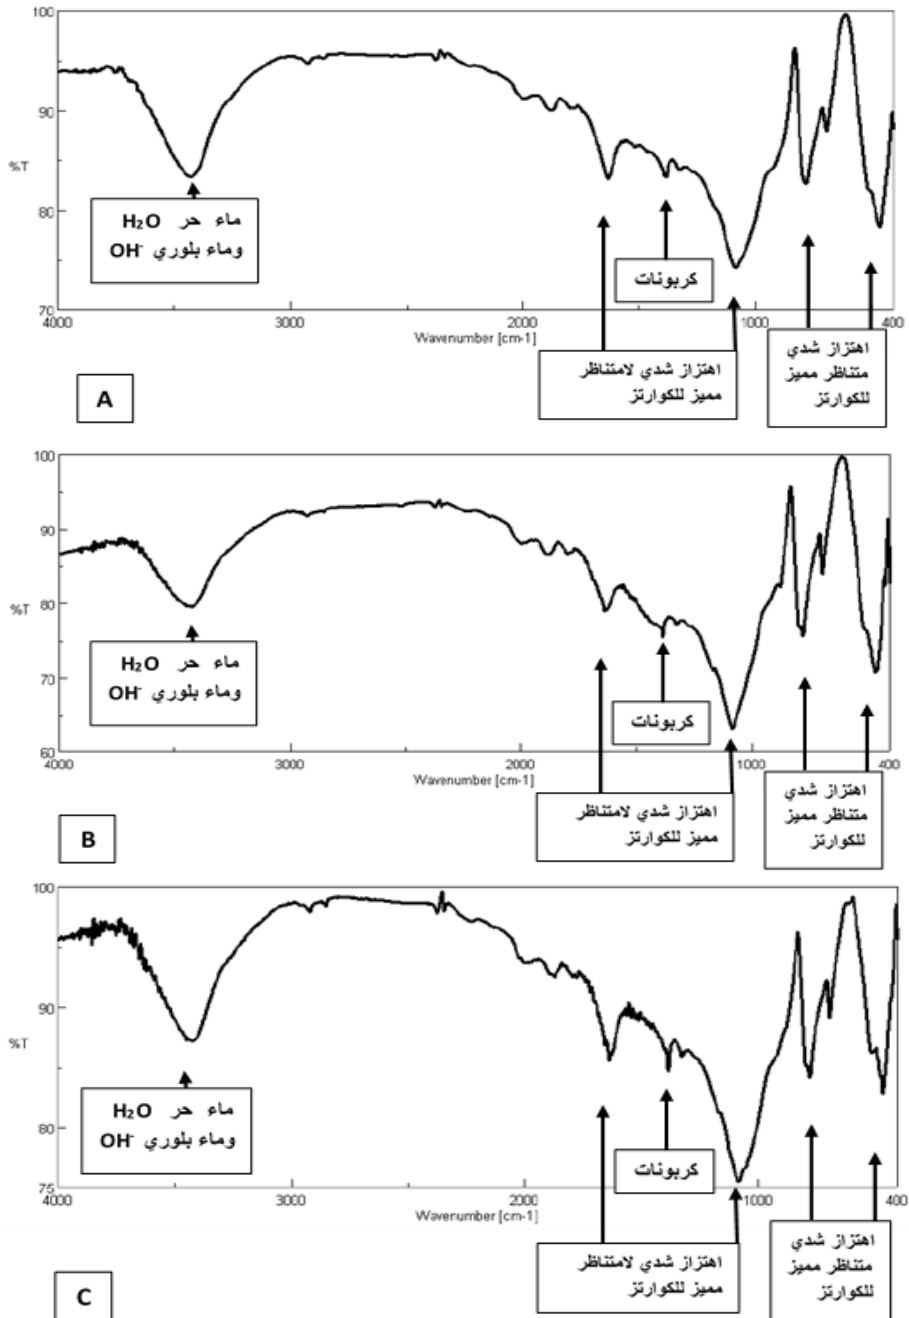 100
90
%T
80
70
ماء حر H₂O
وماء بلوري OH⁻
كربونات
4000
3000
2000
1000
400
Wavenumber [cm-1]
اهتزاز شدي لامتناظر
مميز للكوارتز
اهتزاز شدي
متناظر مميز
للكوارتز
A
100
90
80
%T
70
60
ماء حر H₂O
وماء بلوري OH⁻
كربونات
4000
3000
2000
1000
400
Wavenumber [cm-1]
اهتزاز شدي لامتناظر
مميز للكوارتز
اهتزاز شدي
متناظر مميز
للكوارتز
B
100
90
%T
80
75
ماء حر H₂O
وماء بلوري OH⁻
كربونات
4000
3000
2000
1000
400
Wavenumber [cm-1]
اهتزاز شدي لامتناظر
مميز للكوارتز
اهتزاز شدي
متناظر مميز
للكوارتز
C